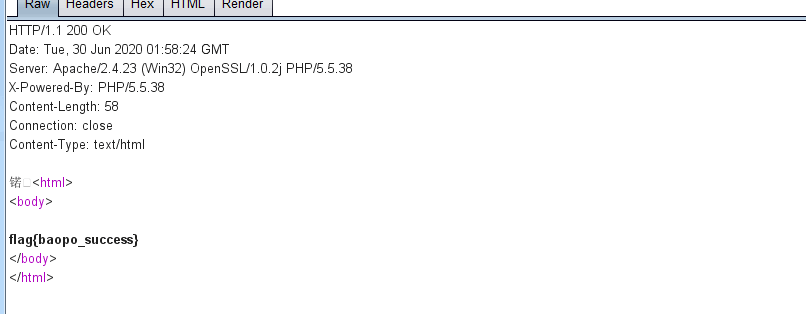 Raw Headers Hex HTML Render
HTTP/1.1 200 OK
Date: Tue, 30 Jun 2020 01:58:24 GMT
Server: Apache/2.4.23 (Win32) OpenSSL/1.0.2j PHP/5.5.38
X-Powered-By: PHP/5.5.38
Content-Length: 58
Connection: close
Content-Type: text/html
锘<html>
<body>
flag{baopo_success}
</body>
</html>